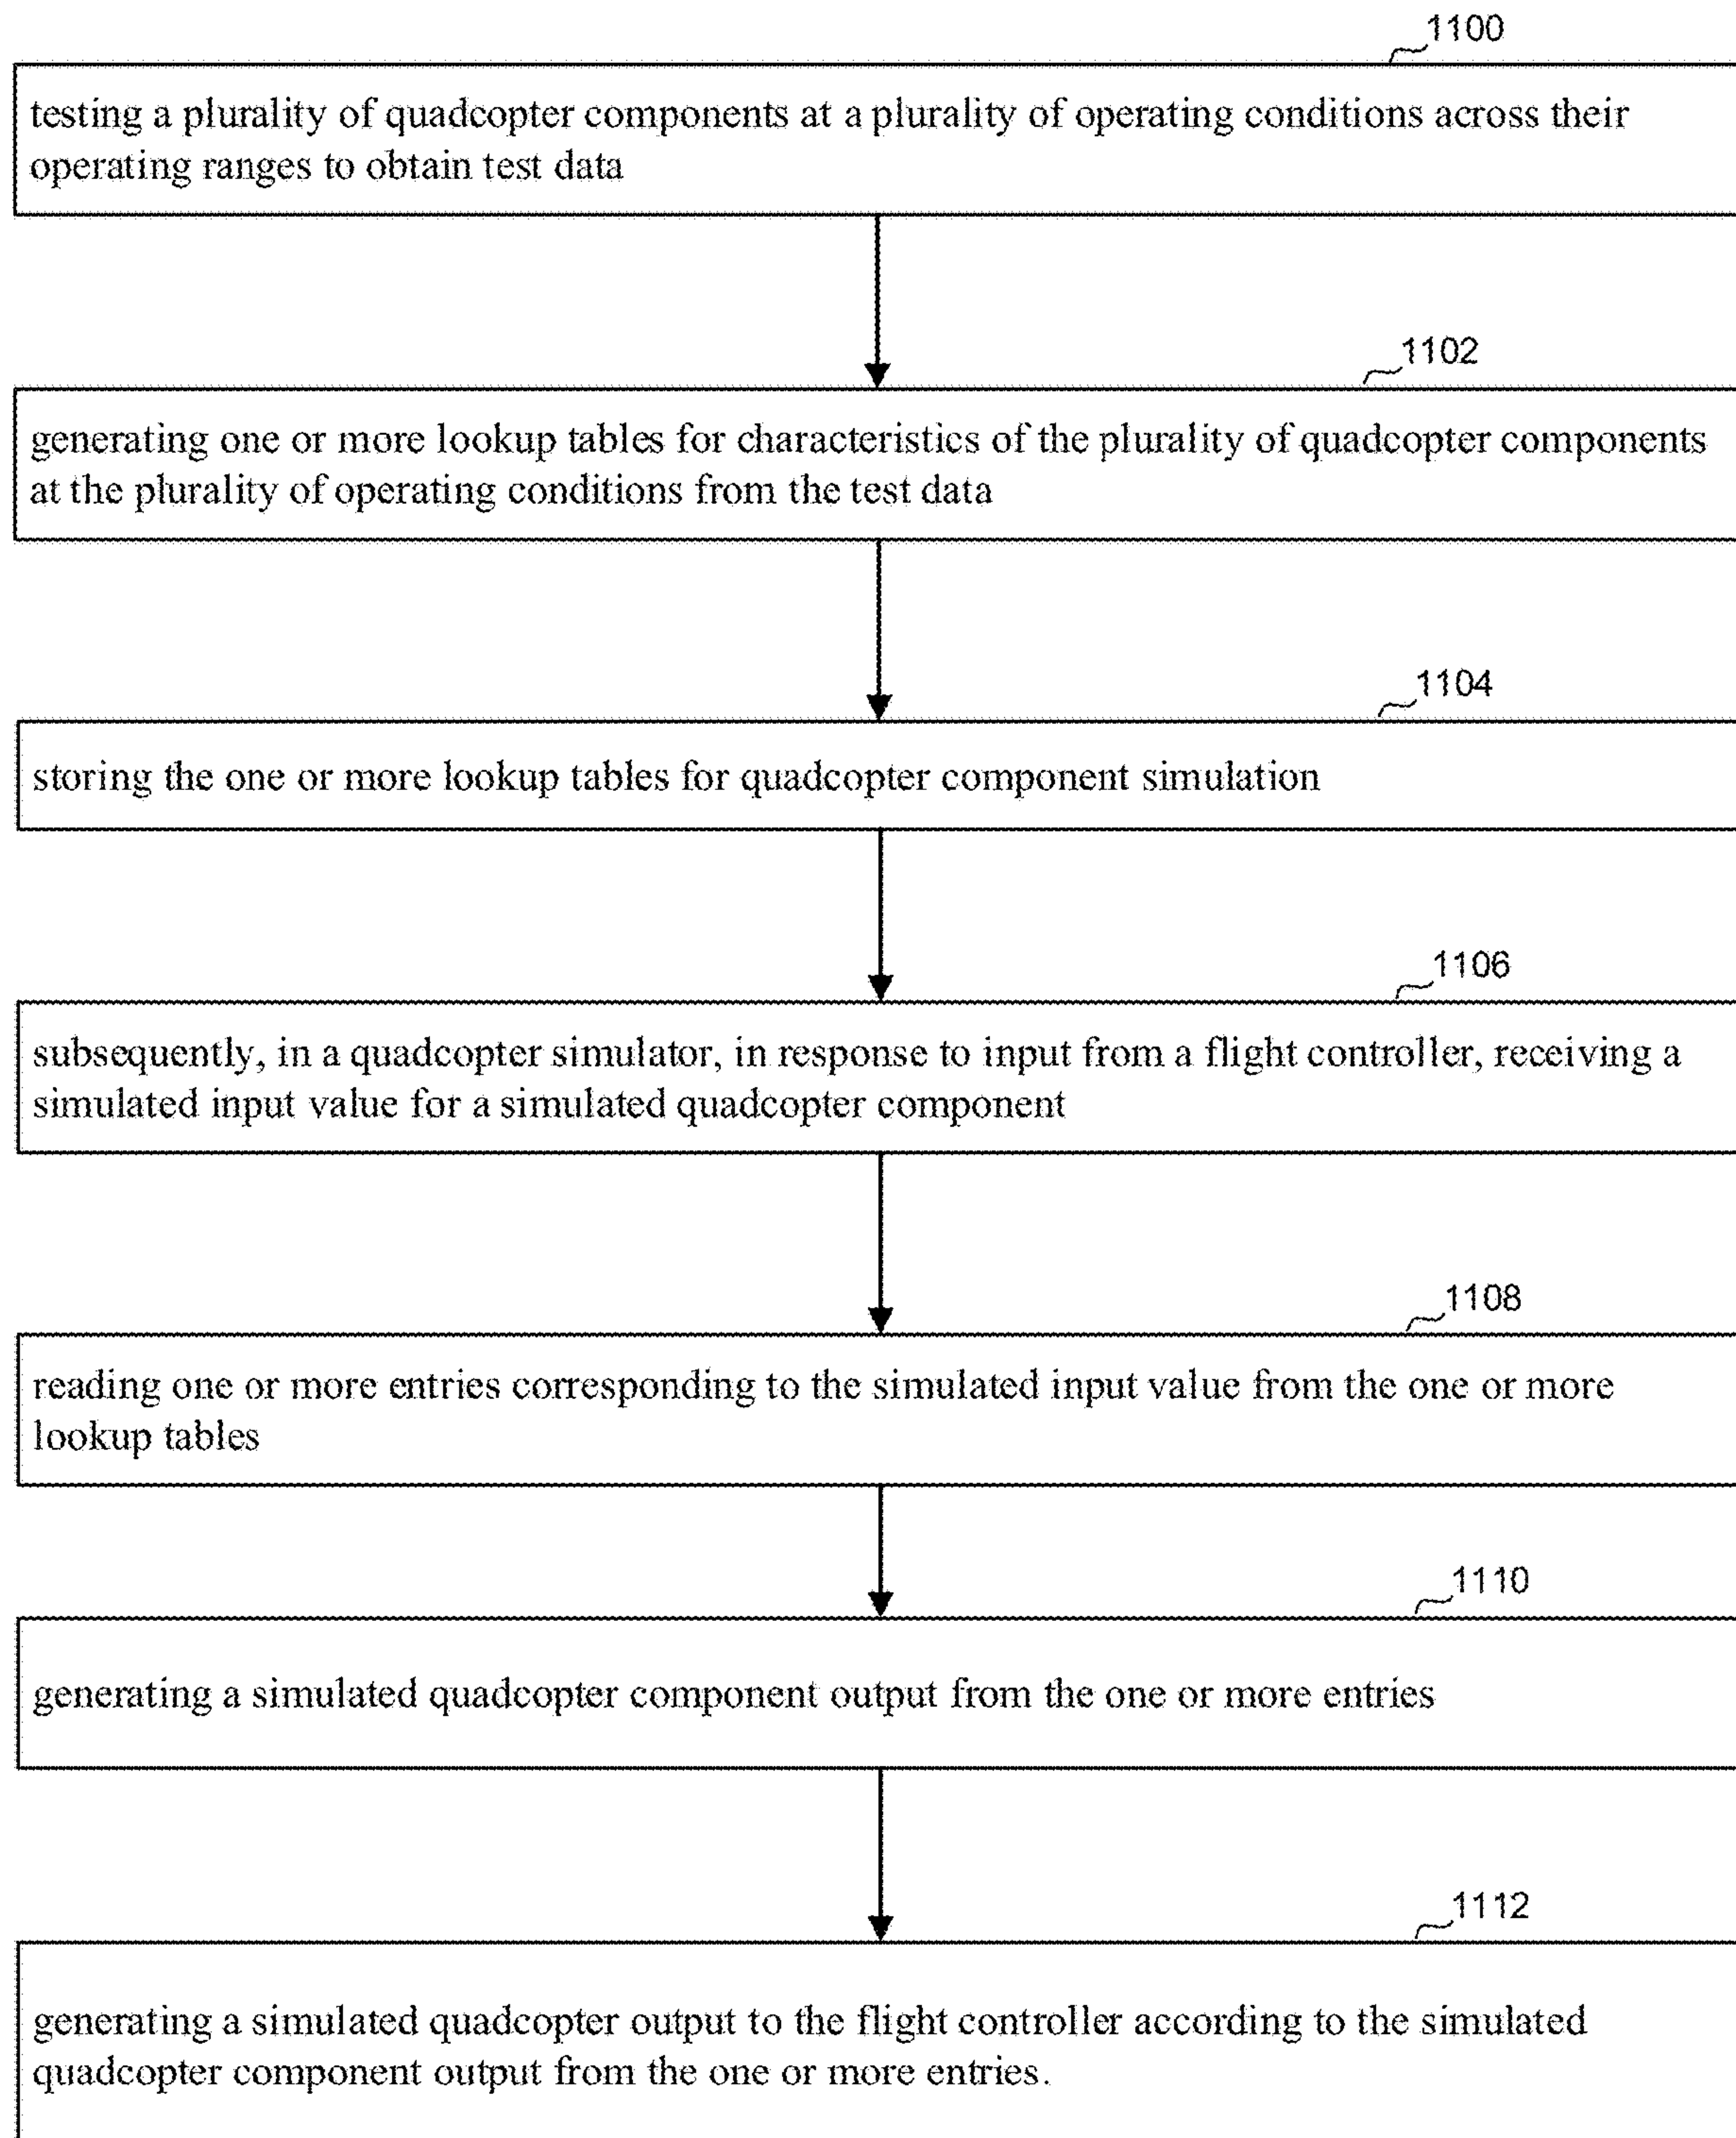 1100
testing a plurality of quadcopter components at a plurality of operating conditions across their
operating ranges to obtain test data
1102
generating one or more lookup tables for characteristics of the plurality of quadcopter components
at the plurality of operating conditions from the test data
1104
storing the one or more lookup tables for quadcopter component simulation
1106
subsequently, in a quadcopter simulator, in response to input from a flight controller, receiving a
simulated input value for a simulated quadcopter component
1108
reading one or more entries corresponding to the simulated input value from the one or more
lookup tables
1110
generating a simulated quadcopter component output from the one or more entries
1112
generating a simulated quadcopter output to the flight controller according to the simulated
quadcopter component output from the one or more entries.